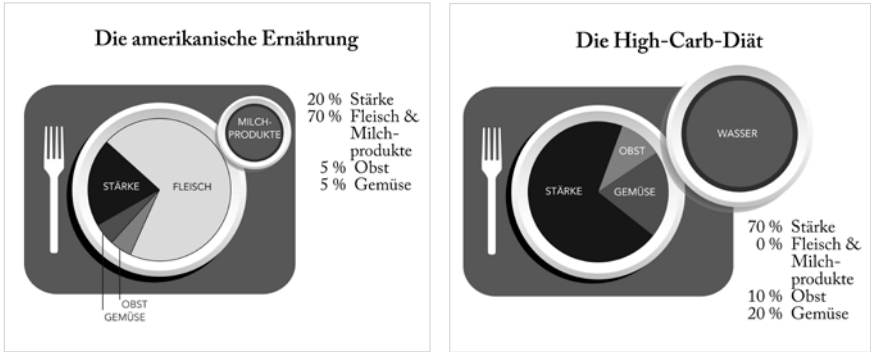 Die amerikanische Ernährung
MILCH-
PRODUKTE
STÄRKE
FLEISCH
OBST
GEMÜSE
20 % Stärke
70 % Fleisch &
Milch-
produkte
5 % Obst
5 % Gemüse
Die High-Carb-Diät
WASSER
OBST
STÄRKE
GEMÜSE
70 % Stärke
0 % Fleisch &
Milch-
produkte
10 % Obst
20 % Gemüse